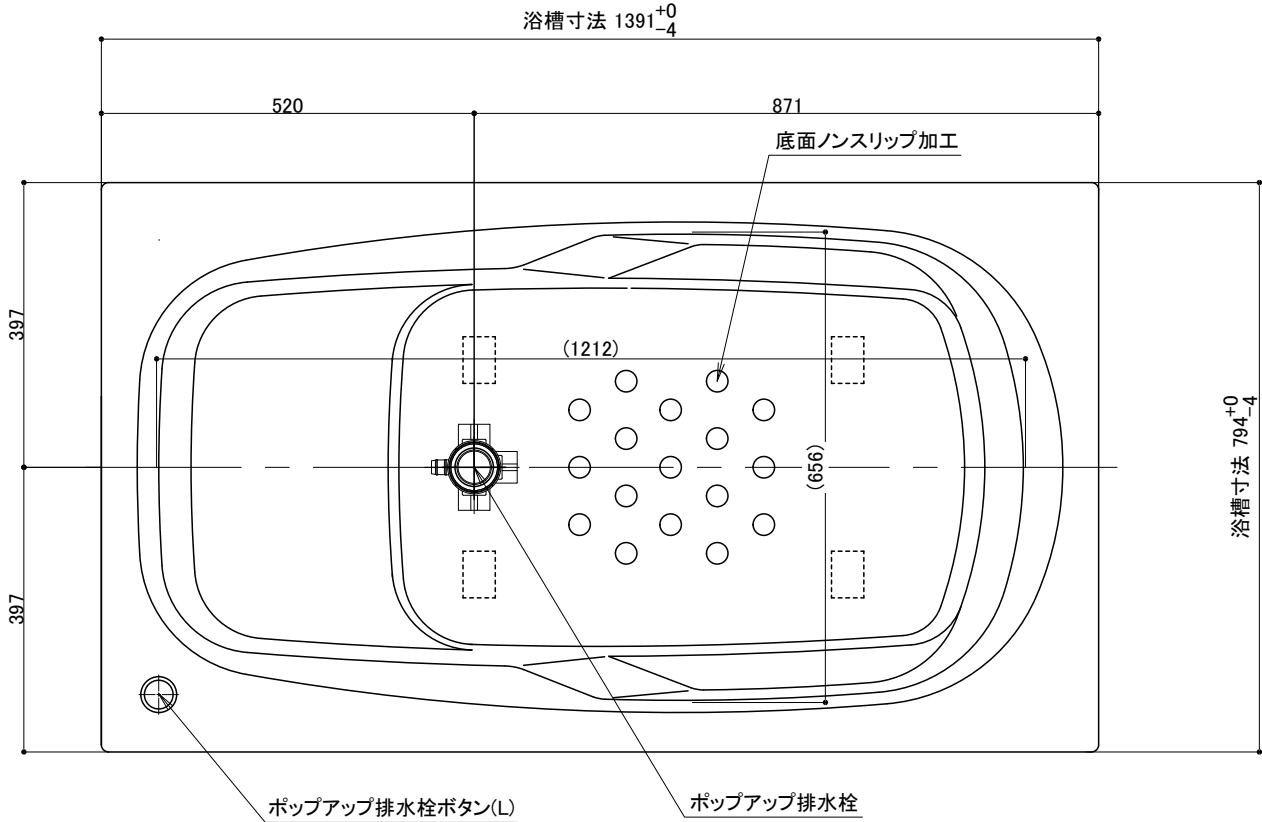 浴槽寸法 1391+0-4
520
871
底面ノンスリップ加工
397
(1212)
(656)
浴槽寸法 794+0-4
397
ポップアップ排水栓ボタン(L)
ポップアップ排水栓